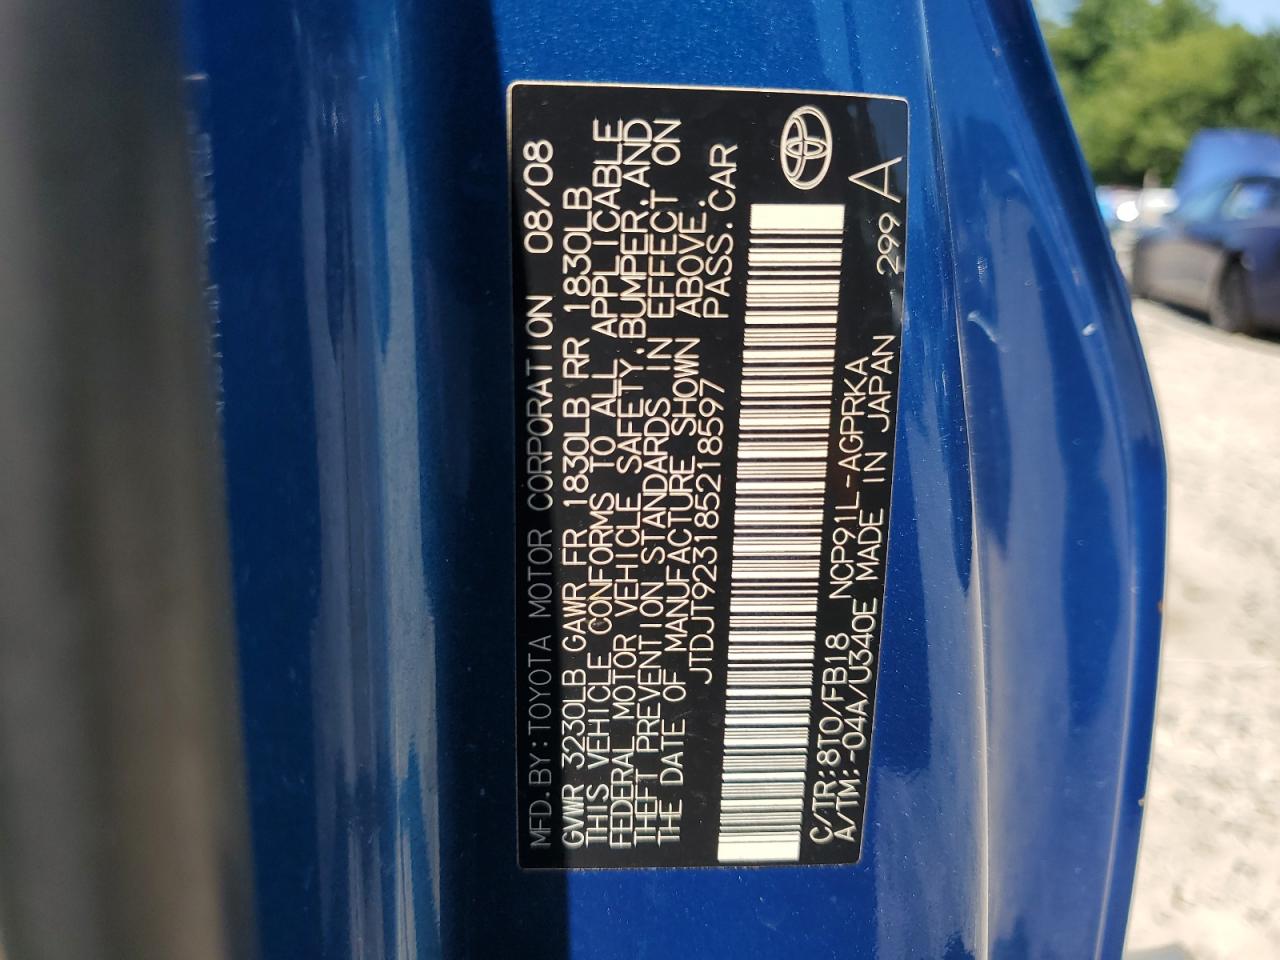 MFD.BY:TOYOTA MOTOR CORPORATION 08/08
GVWR 3230LB GAWR FR 1830LB RR 1830LB
THIS VEHICLE CONFORMS TO ALL APPLICABLE
FEDERAL MOTOR VEHICLE SAFETY,BUMPER,AND
THEFT PREVENTION STANDARDS IN EFFECT ON
THE DATE OF MANUFACTURE SHOWN ABOVE.
JTDJT923185218597 PASS.CAR
C/TR:8T0/FB18 NCP91L-AGPRKA
A/TM:-04A/U340E MADE IN JAPAN 299 A